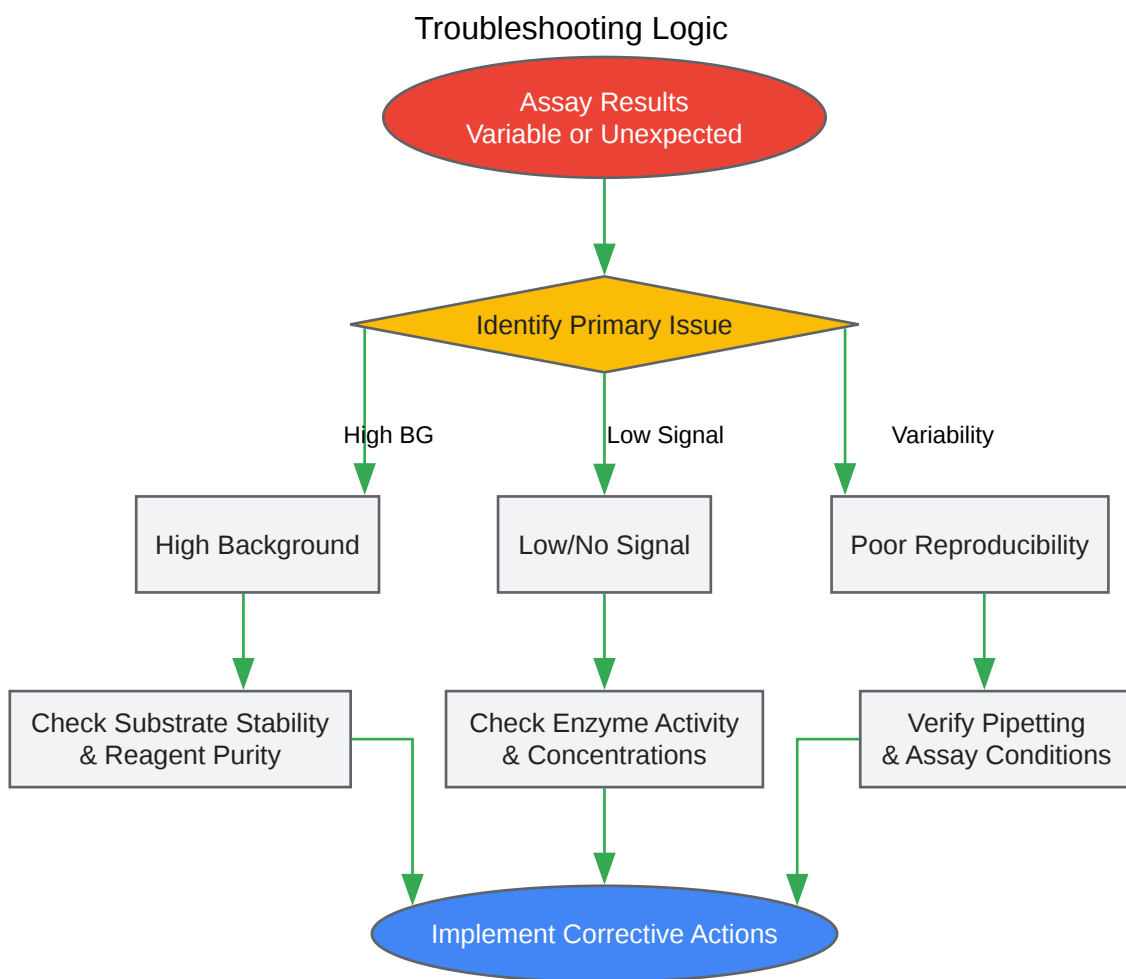 Troubleshooting Logic
Assay Results
Variable or Unexpected
Identify Primary Issue
High BG
Low Signal
Variability
High Background
Low/No Signal
Poor Reproducibility
Check Substrate Stability
& Reagent Purity
Check Enzyme Activity
& Concentrations
Verify Pipetting
& Assay Conditions
Implement Corrective Actions